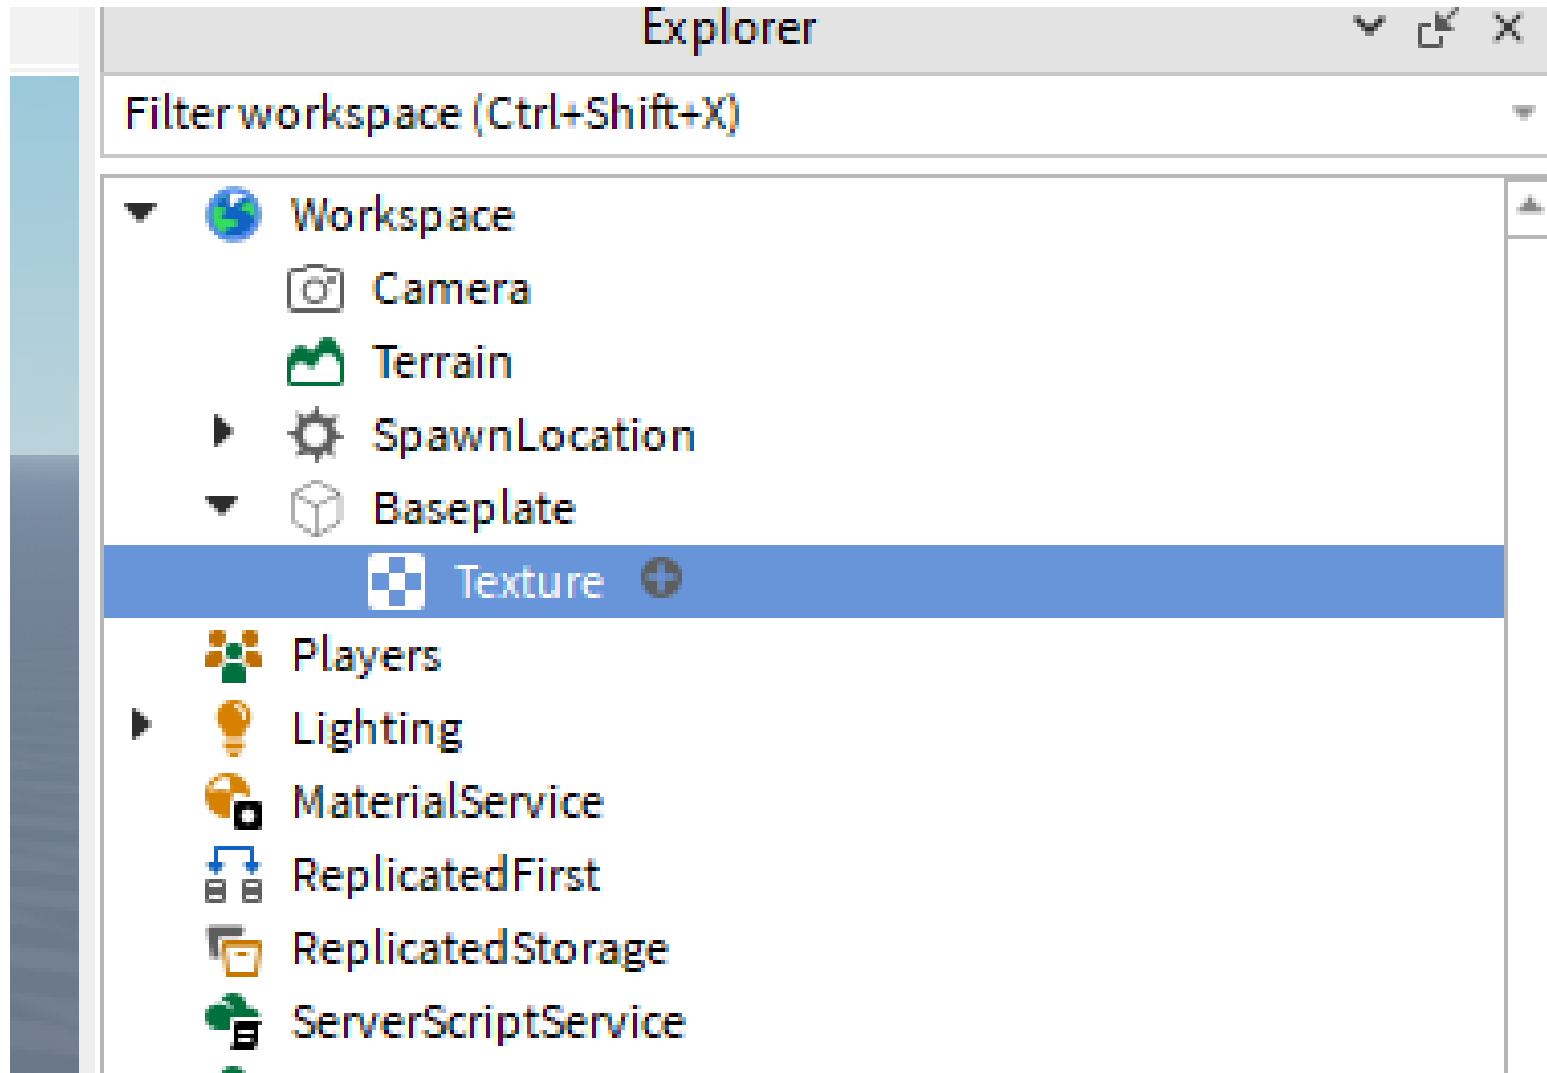 Explorer
Filter workspace (Ctrl+Shift+X)
Workspace
Camera
Terrain
SpawnLocation
Baseplate
Texture
Players
Lighting
MaterialService
ReplicatedFirst
ReplicatedStorage
ServerScriptService